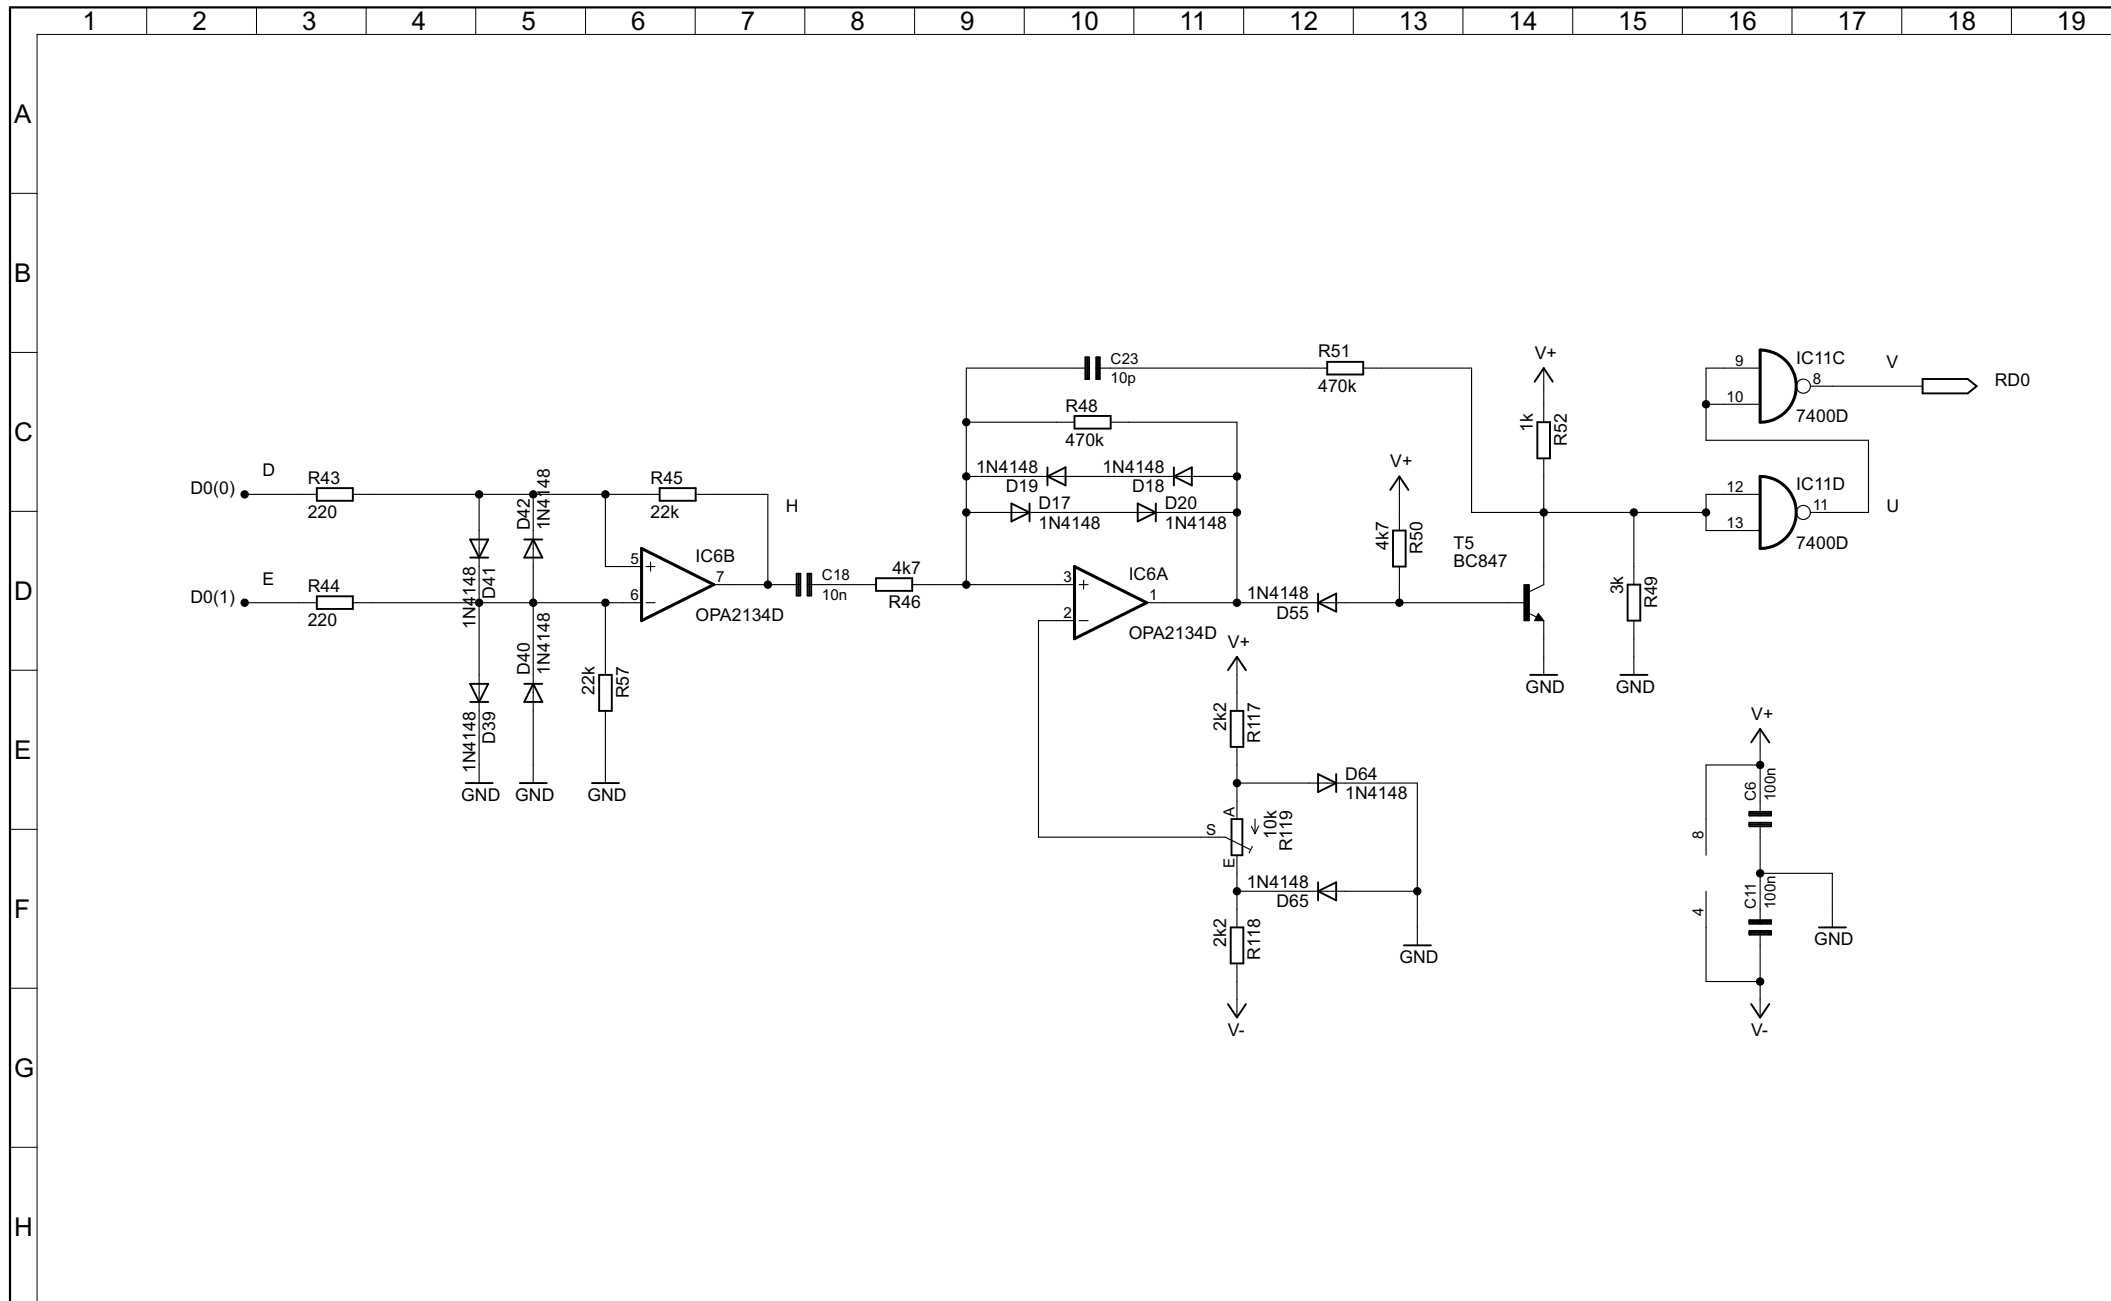 1 2 3 4 5 6 7 8 9 10 11 12 13 14 15 16 17 18 19
A
B
C
D
E
F
G
H
D0(0)
D
R43
220
D0(1)
E
R44
220
1N4148
D41
D42
1N4148
1N4148
D39
D40
1N4148
GND
GND
GND
22k
R57
R45
22k
H
5
6
7
+
−
IC6B
OPA2134D
C18
10n
4k7
R46
C23
10p
R51
470k
R48
470k
1N4148
D19
1N4148
D18
D17
1N4148
D20
1N4148
3
2
1
+
−
IC6A
OPA2134D
1N4148
D55
V+
4k7
R50
V+
1k
R52
T5
BC847
GND
3k
R49
GND
V+
2k2
R117
D64
1N4148
A
S
E
10k
R119
1N4148
D65
2k2
R118
GND
V-
9
10
8
IC11C
7400D
V
RD0
12
13
11
IC11D
7400D
U
V+
C6
100n
8
C11
100n
4
GND
V-